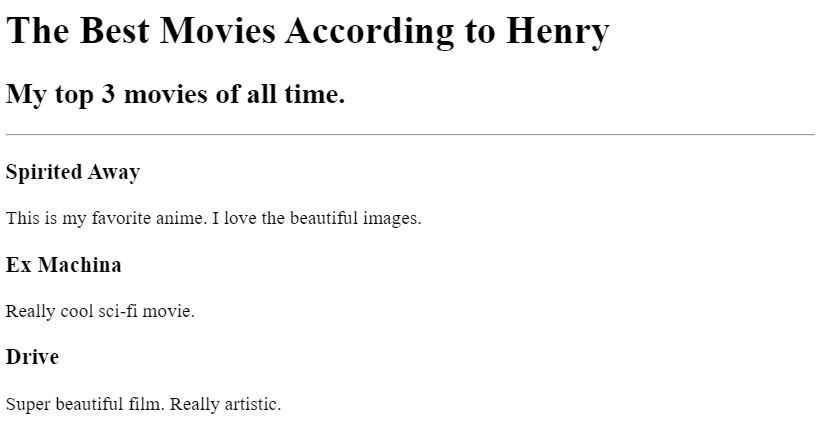 The Best Movies According to Henry
My top 3 movies of all time.
Spirited Away
This is my favorite anime. I love the beautiful images.
Ex Machina
Really cool sci-fi movie.
Drive
Super beautiful film. Really artistic.